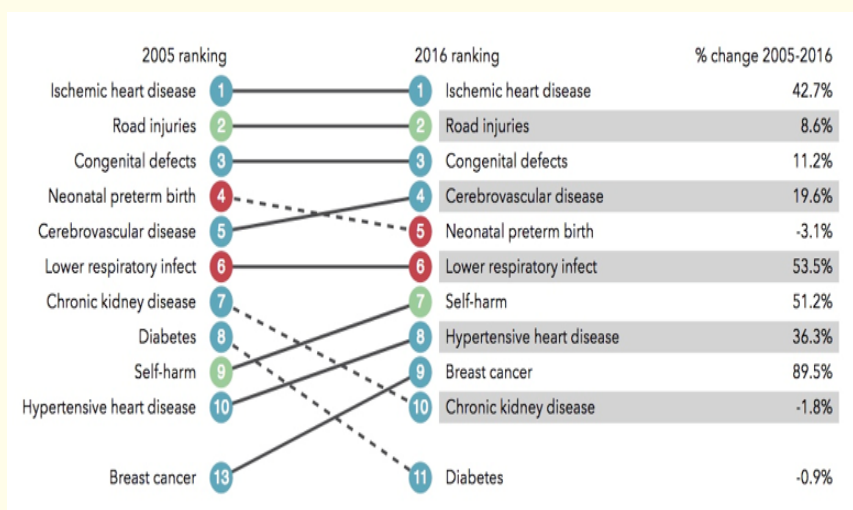 2005 ranking 2016 ranking % change 2005-2016
Ischemic heart disease 1 1 Ischemic heart disease 42.7%
Road injuries 2 2 Road injuries 8.6%
Congenital defects 3 3 Congenital defects 11.2%
Neonatal preterm birth 4 4 Cerebrovascular disease 19.6%
Cerebrovascular disease 5 5 Neonatal preterm birth -3.1%
Lower respiratory infect 6 6 Lower respiratory infect 53.5%
Chronic kidney disease 7 7 Self-harm 51.2%
Diabetes 8 8 Hypertensive heart disease 36.3%
Self-harm 9 9 Breast cancer 89.5%
Hypertensive heart disease 10 10 Chronic kidney disease -1.8%
Breast cancer 13 11 Diabetes -0.9%